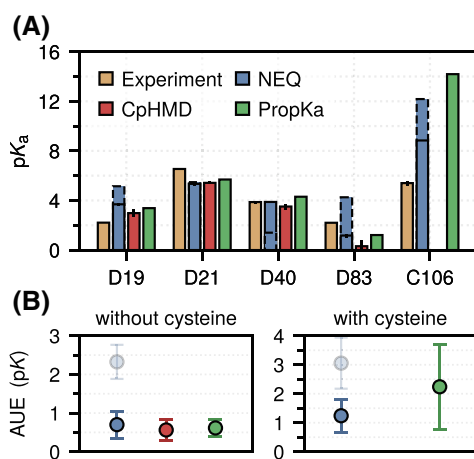 (A)
16
12
8
4
0
pKa
Experiment
NEQ
CpHMD
PropKa
D19
D21
D40
D83
C106
(B)
without cysteine
with cysteine
AUE (pK)
3
2
1
0
4
3
2
1
0